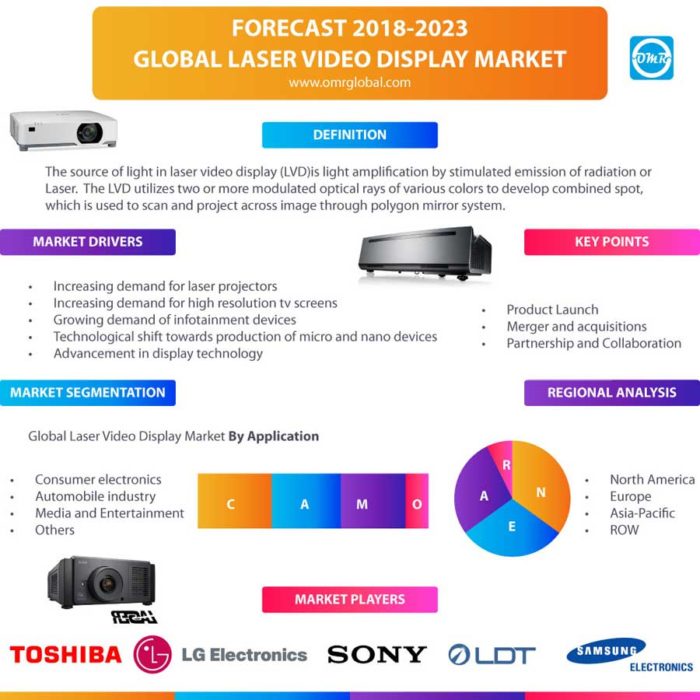 FORECAST 2018-2023
GLOBAL LASER VIDEO DISPLAY MARKET
www.omrglobal.com
OMR
DEFINITION
The source of light in laser video display (LVD)is light amplification by stimulated emission of radiation or
Laser. The LVD utilizes two or more modulated optical rays of various colors to develop combined spot,
which is used to scan and project across image through polygon mirror system.
MARKET DRIVERS
• Increasing demand for laser projectors
• Increasing demand for high resolution tv screens
• Growing demand of infotainment devices
• Technological shift towards production of micro and nano devices
• Advancement in display technology
KEY POINTS
• Product Launch
• Merger and acquisitions
• Partnership and Collaboration
MARKET SEGMENTATION
Global Laser Video Display Market By Application
• Consumer electronics
• Automobile industry
• Media and Entertainment
• Others
C A M O
REGIONAL ANALYSIS
R
N
A
E
• North America
• Europe
• Asia-Pacific
• ROW
LASER
MARKET PLAYERS
TOSHIBA
LG Electronics
SONY
LDT
SAMSUNG
ELECTRONICS